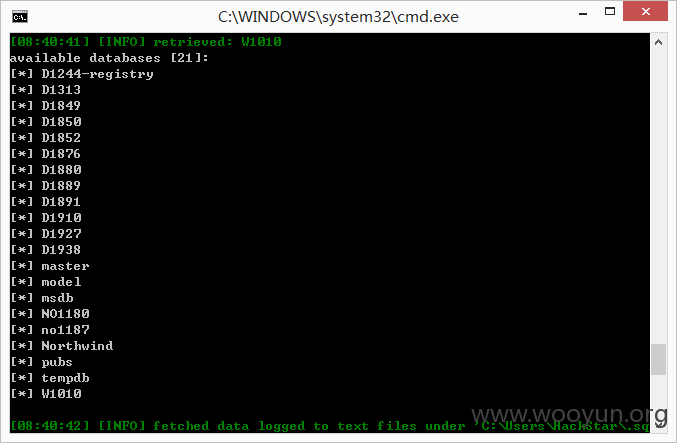 C:\WINDOWS\system32\cmd.exe
[08:40:41] [INFO] retrieved: W1010
available databases [21]:
[*] D1244-registry
[*] D1313
[*] D1849
[*] D1850
[*] D1852
[*] D1876
[*] D1880
[*] D1889
[*] D1891
[*] D1910
[*] D1927
[*] D1938
[*] master
[*] model
[*] msdb
[*] NO1180
[*] no1187
[*] Northwind
[*] pubs
[*] tempdb
[*] W1010
www.wooyun.org
[08:40:42] [INFO] fetched data logged to text files under 'C:\Users\HackStar\.sq